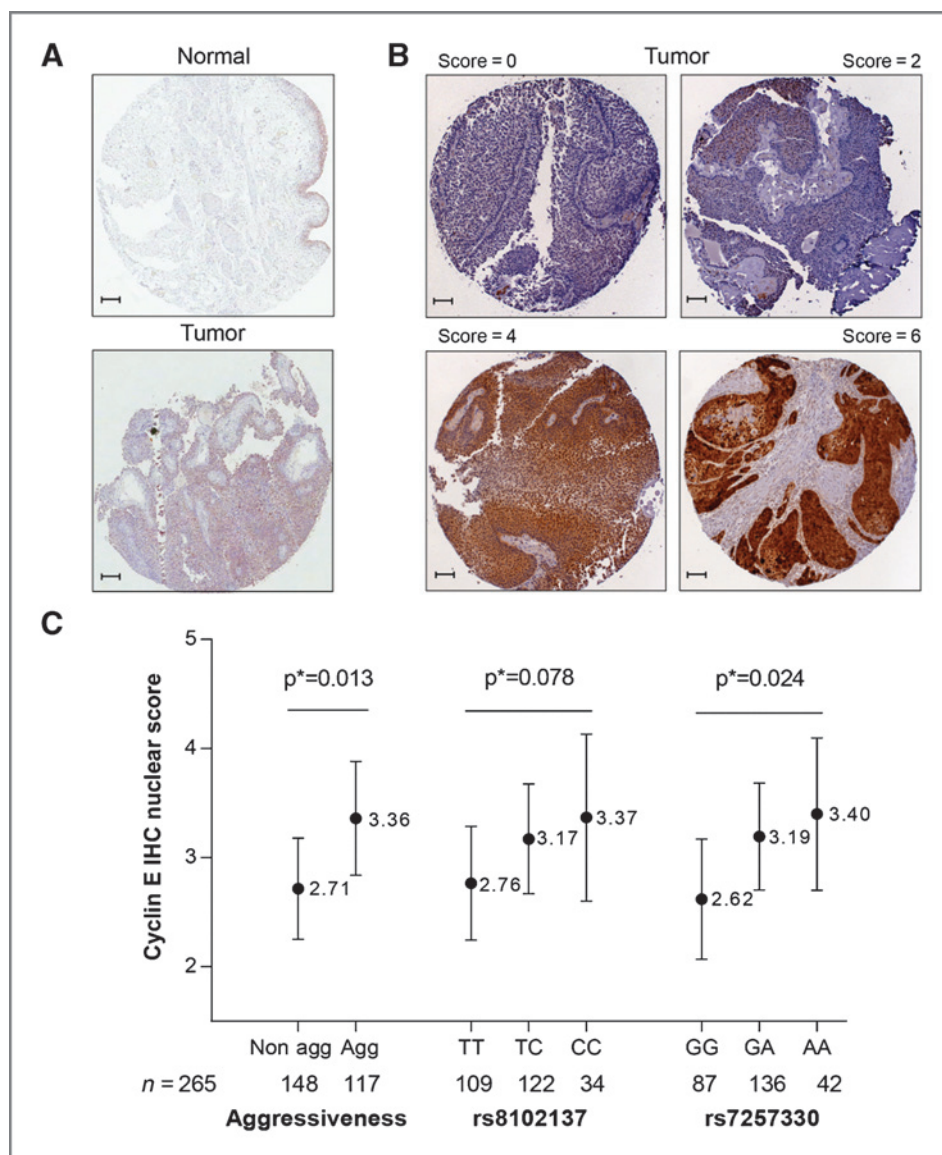 A
Normal
Tumor
B
Score = 0
Tumor
Score = 2
Score = 4
Score = 6
C
Cyclin E IHC nuclear score
5
4
3
2
p*=0.013
p*=0.078
p*=0.024
2.71
3.36
2.76
3.17
3.37
2.62
3.19
3.40
Non agg Agg TT TC CC GG GA AA
n = 265 148 117 109 122 34 87 136 42
Aggressiveness rs8102137 rs7257330